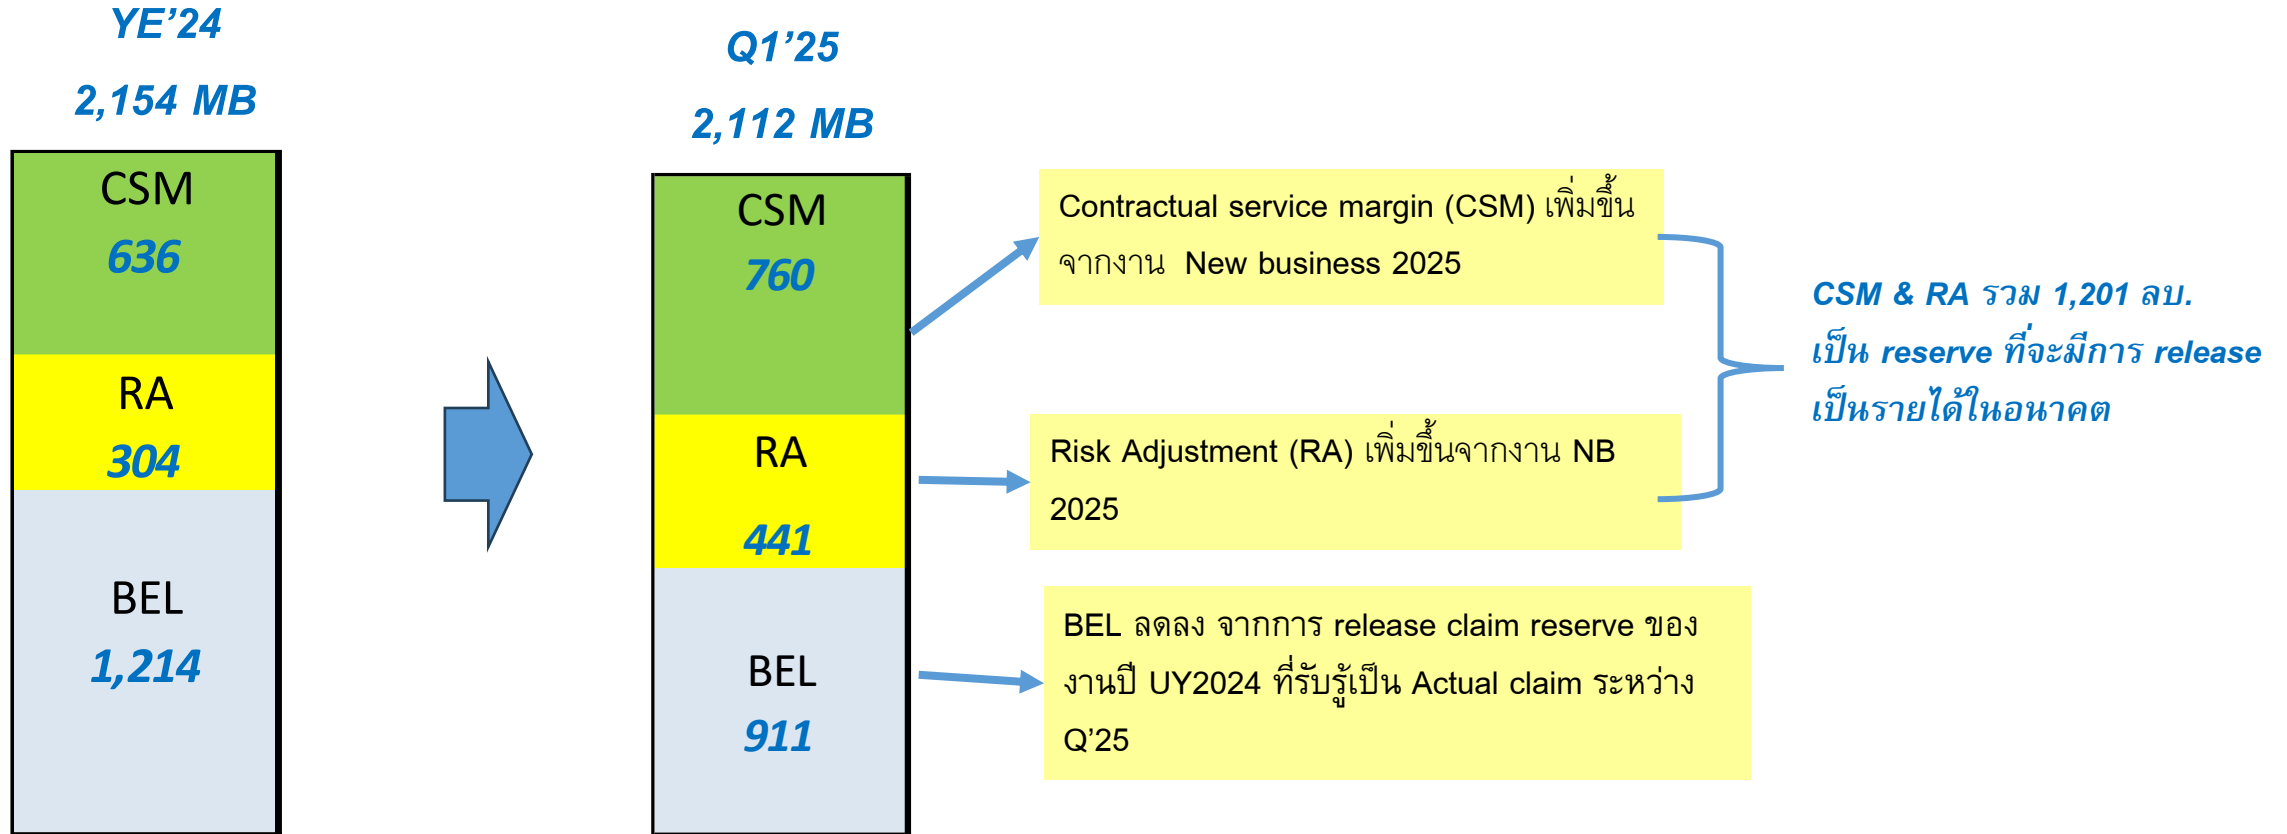 YE’24
2,154 MB
CSM
636
RA
304
BEL
1,214
Q1’25
2,112 MB
CSM
760
RA
441
BEL
911
Contractual service margin (CSM) เพิ่มขึ้น
จากงาน New business 2025
Risk Adjustment (RA) เพิ่มขึ้นจากงาน NB
2025
BEL ลดลง จากการ release claim reserve ของ
งานปี UY2024 ที่รับรู้เป็น Actual claim ระหว่าง
Q’25
CSM & RA รวม 1,201 ลบ.
เป็น reserve ที่จะมีการ release
เป็นรายได้ในอนาคต